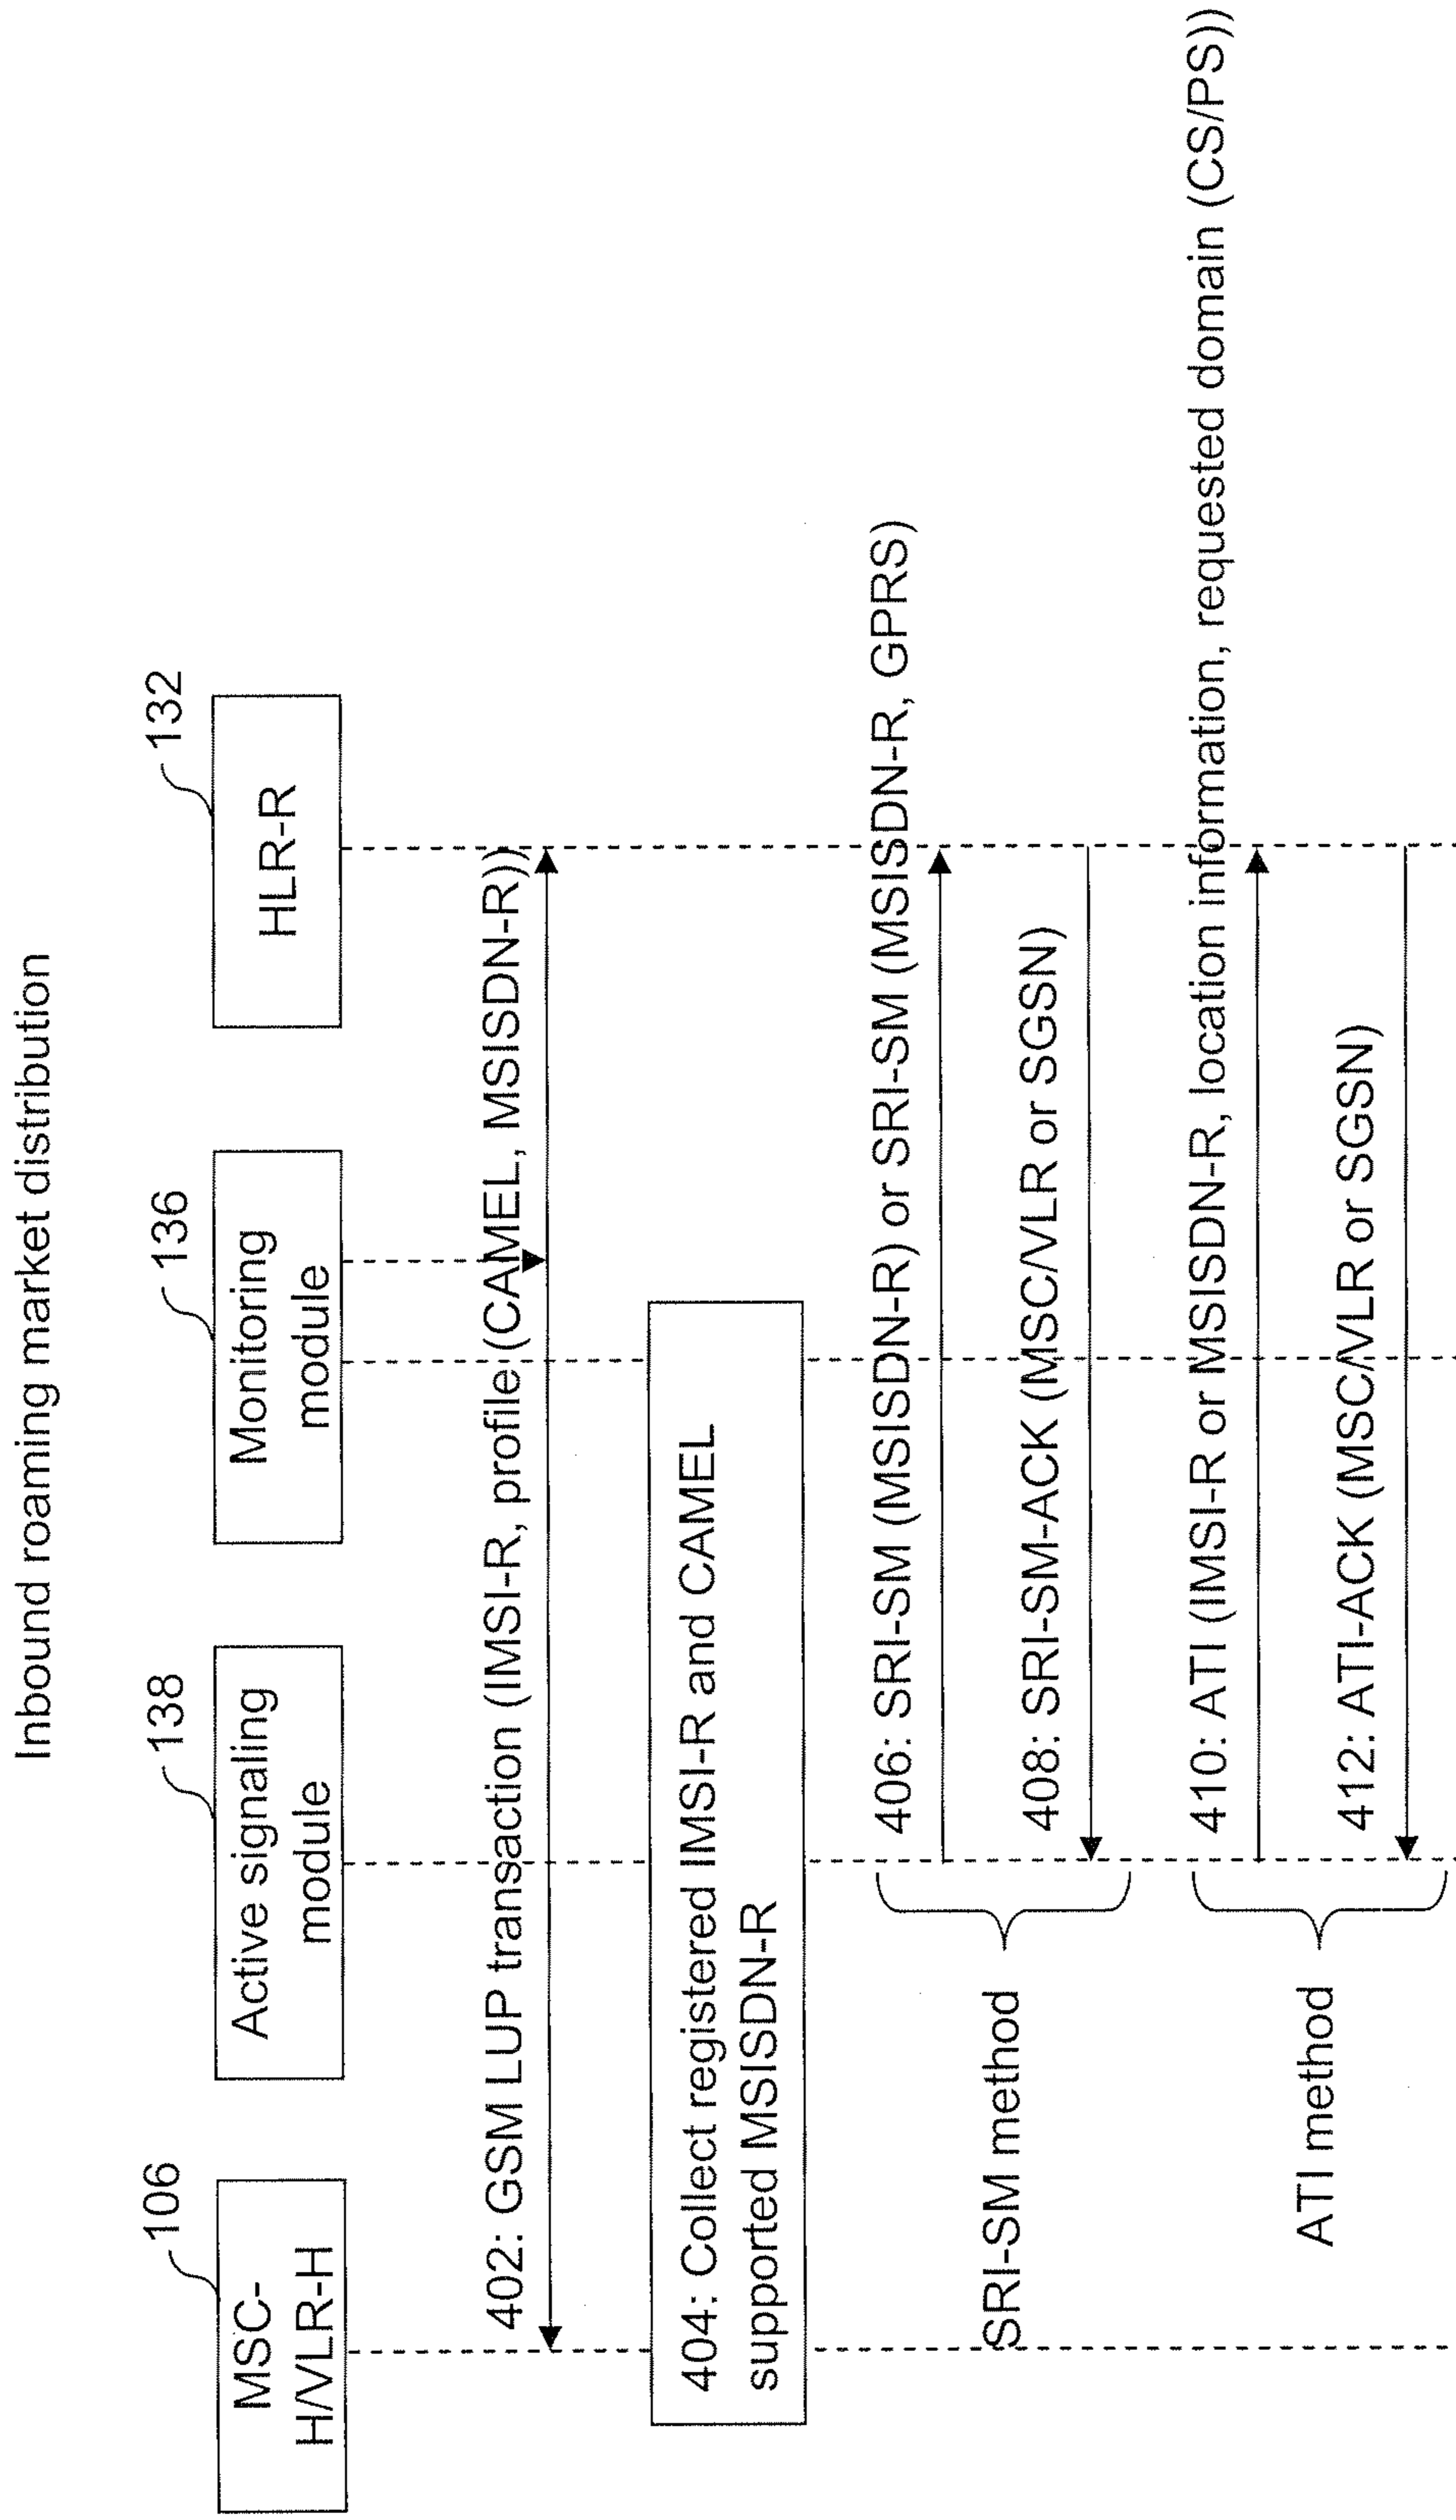 Inbound roaming market distribution
106
138
136
132
MSC-
H/VLR-H
Active signaling
module
Monitoring
module
HLR-R
402: GSM LUP transaction (IMSI-R, profile (CAMEL, MSISDN-R))
404: Collect registered IMSI-R and CAMEL
supported MSISDN-R
406: SRI-SM (MSISDN-R) or SRI-SM (MSISDN-R, GPRS)
SRI-SM method
408: SRI-SM-ACK (MSC/VLR or SGSN)
410: ATI (IMSI-R or MSISDN-R, location information, requested domain (CS/PS))
ATI method
412: ATI-ACK (MSC/VLR or SGSN)